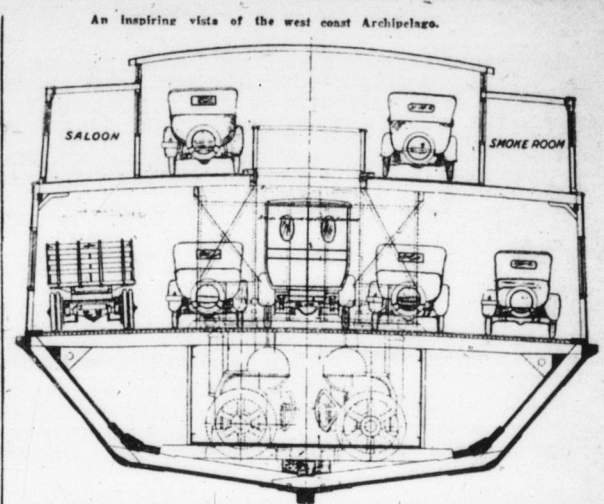 An inspiring vista of the west coast Archipelago.
SALOON
SMOKE ROOM